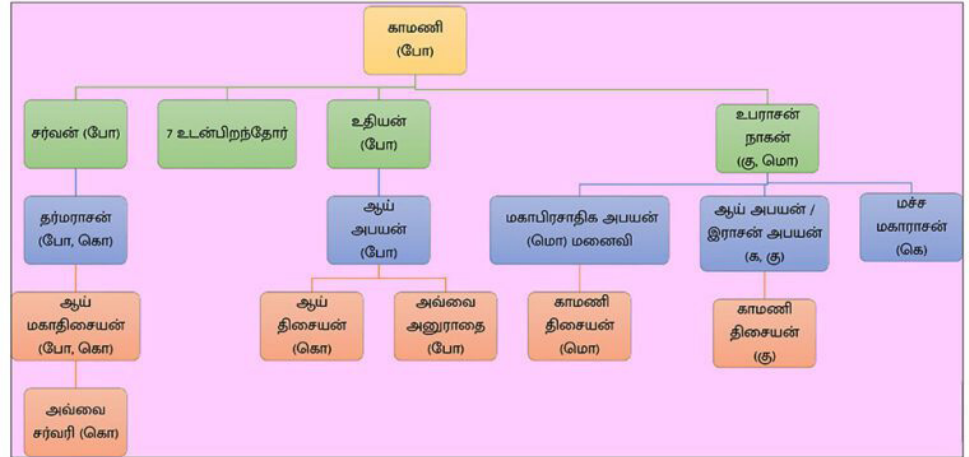 காமணி
(போ)
சர்வன் (போ)
7 உடன்பிறந்தோர்
உதியன்
(போ)
உபராசன்
நாகன்
(கு, மொ)
தர்மராசன்
(போ, கொ)
ஆய்
அபயன்
(போ)
மகாபிரசாதிக அபயன்
(மொ) மனைவி
ஆய் அபயன் /
இராசன் அபயன்
(க, கு)
மச்ச
மகாராசன்
(கெ)
ஆய்
மகாதிசையன்
(போ, கொ)
ஆய்
திசையன்
(கொ)
அவ்வை
அனுராதை
(போ)
காமணி
திசையன்
(மொ)
காமணி
திசையன்
(கு)
அவ்வை
சர்வரி (கொ)